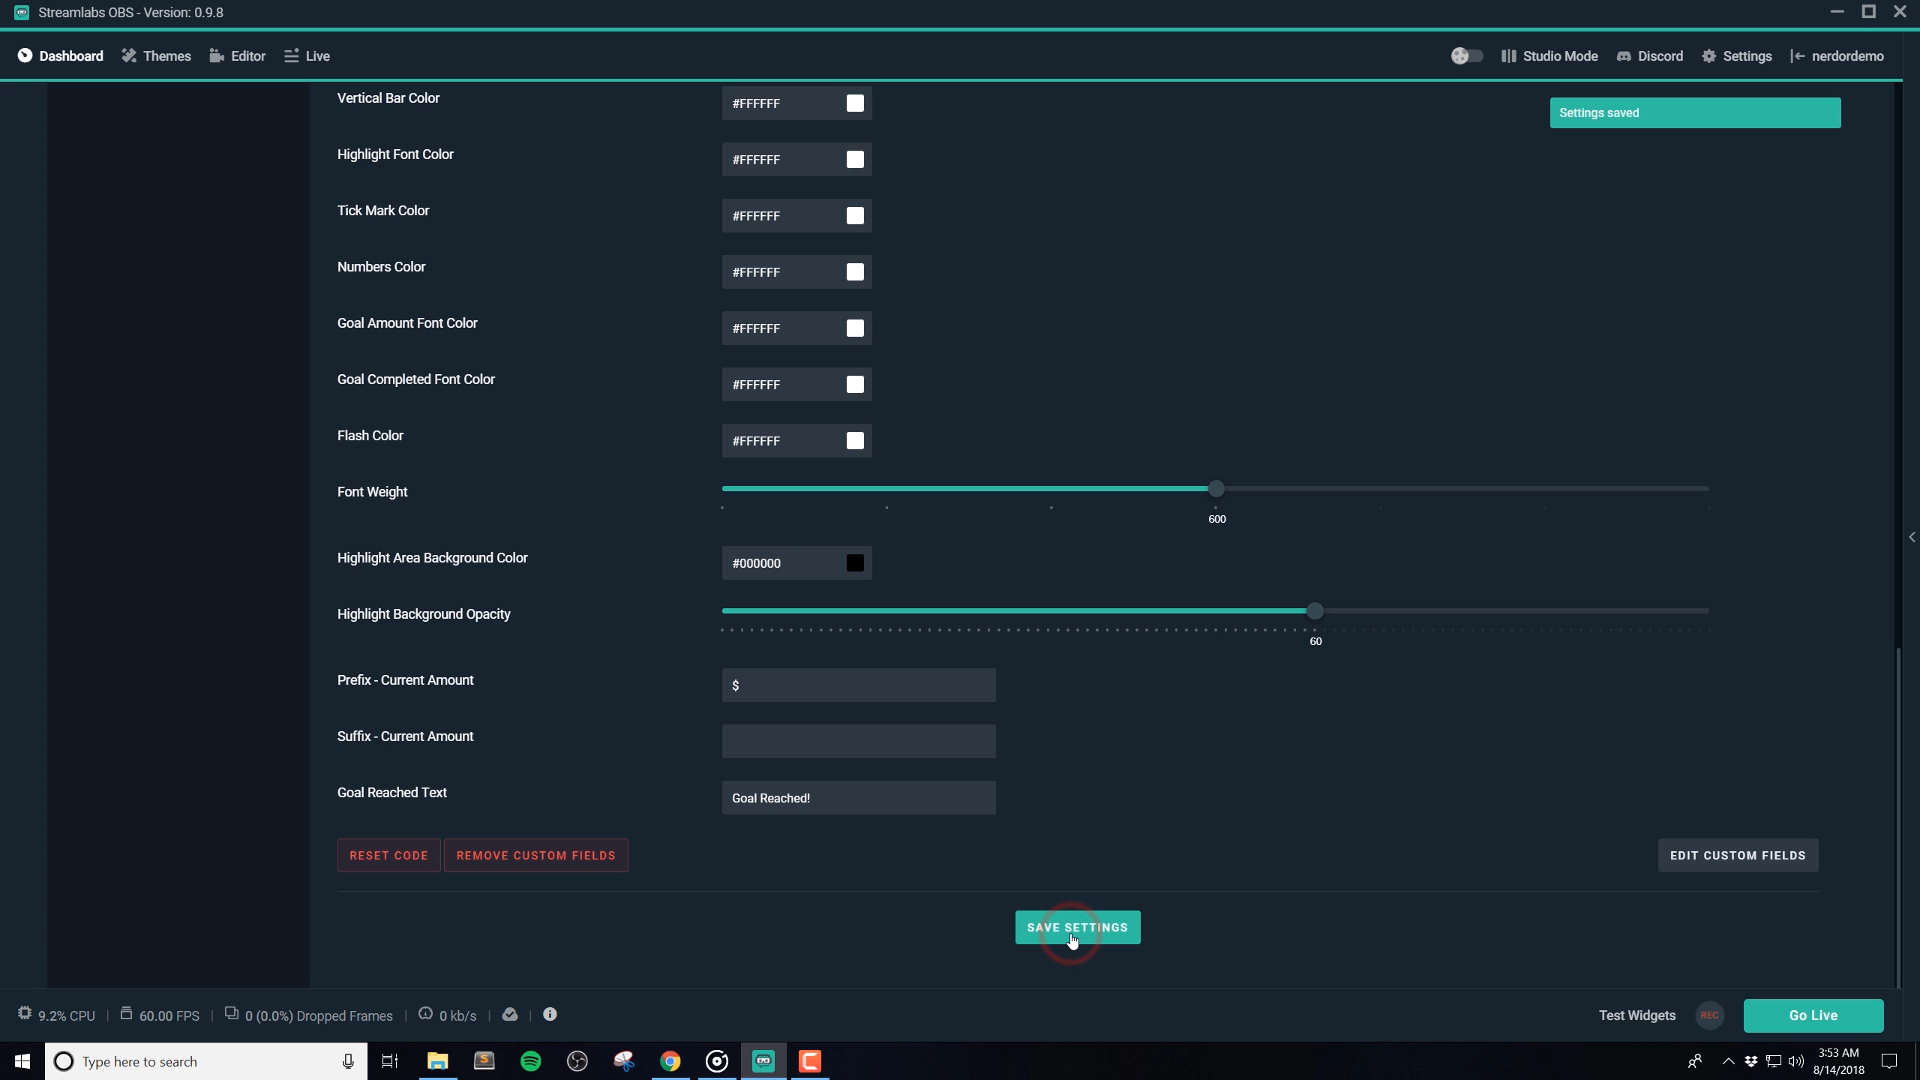 Streamlabs OBS - Version: 0.9.8
Dashboard Themes Editor Live Studio Mode Discord Settings nerdordemo
Settings saved
Vertical Bar Color #FFFFFF
Highlight Font Color #FFFFFF
Tick Mark Color #FFFFFF
Numbers Color #FFFFFF
Goal Amount Font Color #FFFFFF
Goal Completed Font Color #FFFFFF
Flash Color #FFFFFF
Font Weight
600
Highlight Area Background Color #000000
Highlight Background Opacity
60
Prefix - Current Amount $
Suffix - Current Amount
Goal Reached Text Goal Reached!
RESET CODE REMOVE CUSTOM FIELDS EDIT CUSTOM FIELDS
SAVE SETTINGS
9.2% CPU | 60.00 FPS | 0 (0.0%) Dropped Frames | 0 kb/s | Test Widgets REC Go Live
Type here to search
3:53 AM
8/14/2018